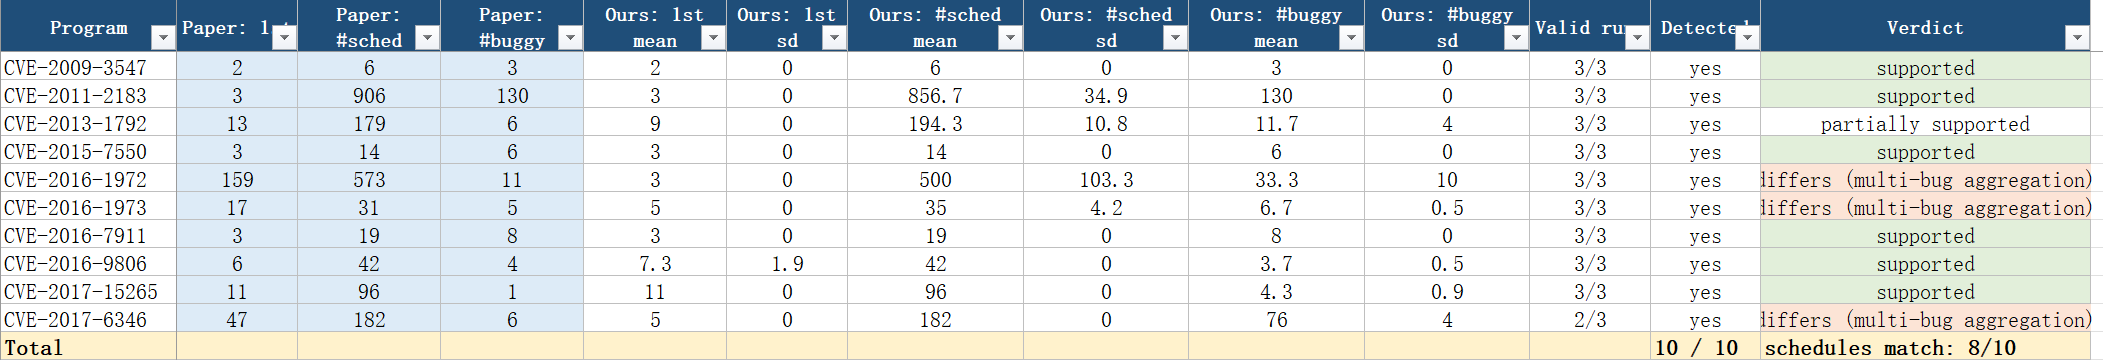 Program Paper: 1st Paper: #sched Paper: #buggy Ours: 1st mean Ours: 1st sd Ours: #sched mean Ours: #sched sd Ours: #buggy mean Ours: #buggy sd Valid ru Detecte Verdict
CVE-2009-3547 2 6 3 2 0 6 0 3 0 3/3 yes supported
CVE-2011-2183 3 906 130 3 0 856.7 34.9 130 0 3/3 yes supported
CVE-2013-1792 13 179 6 9 0 194.3 10.8 11.7 4 3/3 yes partially supported
CVE-2015-7550 3 14 6 3 0 14 0 6 0 3/3 yes supported
CVE-2016-1972 159 573 11 3 0 500 103.3 33.3 10 3/3 yes differs (multi-bug aggregation)
CVE-2016-1973 17 31 5 5 0 35 4.2 6.7 0.5 3/3 yes differs (multi-bug aggregation)
CVE-2016-7911 3 19 8 3 0 19 0 8 0 3/3 yes supported
CVE-2016-9806 6 42 4 7.3 1.9 42 0 3.7 0.5 3/3 yes supported
CVE-2017-15265 11 96 1 11 0 96 0 4.3 0.9 3/3 yes supported
CVE-2017-6346 47 182 6 5 0 182 0 76 4 2/3 yes differs (multi-bug aggregation)
Total 10 / 10 schedules match: 8/10